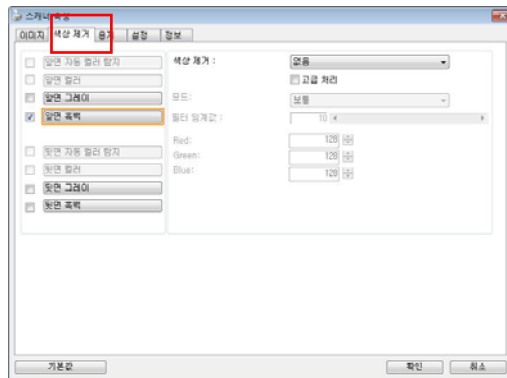 스캐너 속성
이미지 색상 제거 용지 설정 정보
앞면 자동 컬러 탐지
앞면 컬러
앞면 그레이
앞면 흑백
뒷면 자동 컬러 탐지
뒷면 컬러
뒷면 그레이
뒷면 흑백
색상 제거 : 없음
고급 처리
모드: 보통
필터 임계값 : 10
Red: 128
Green: 128
Blue: 128
기본값 확인 취소